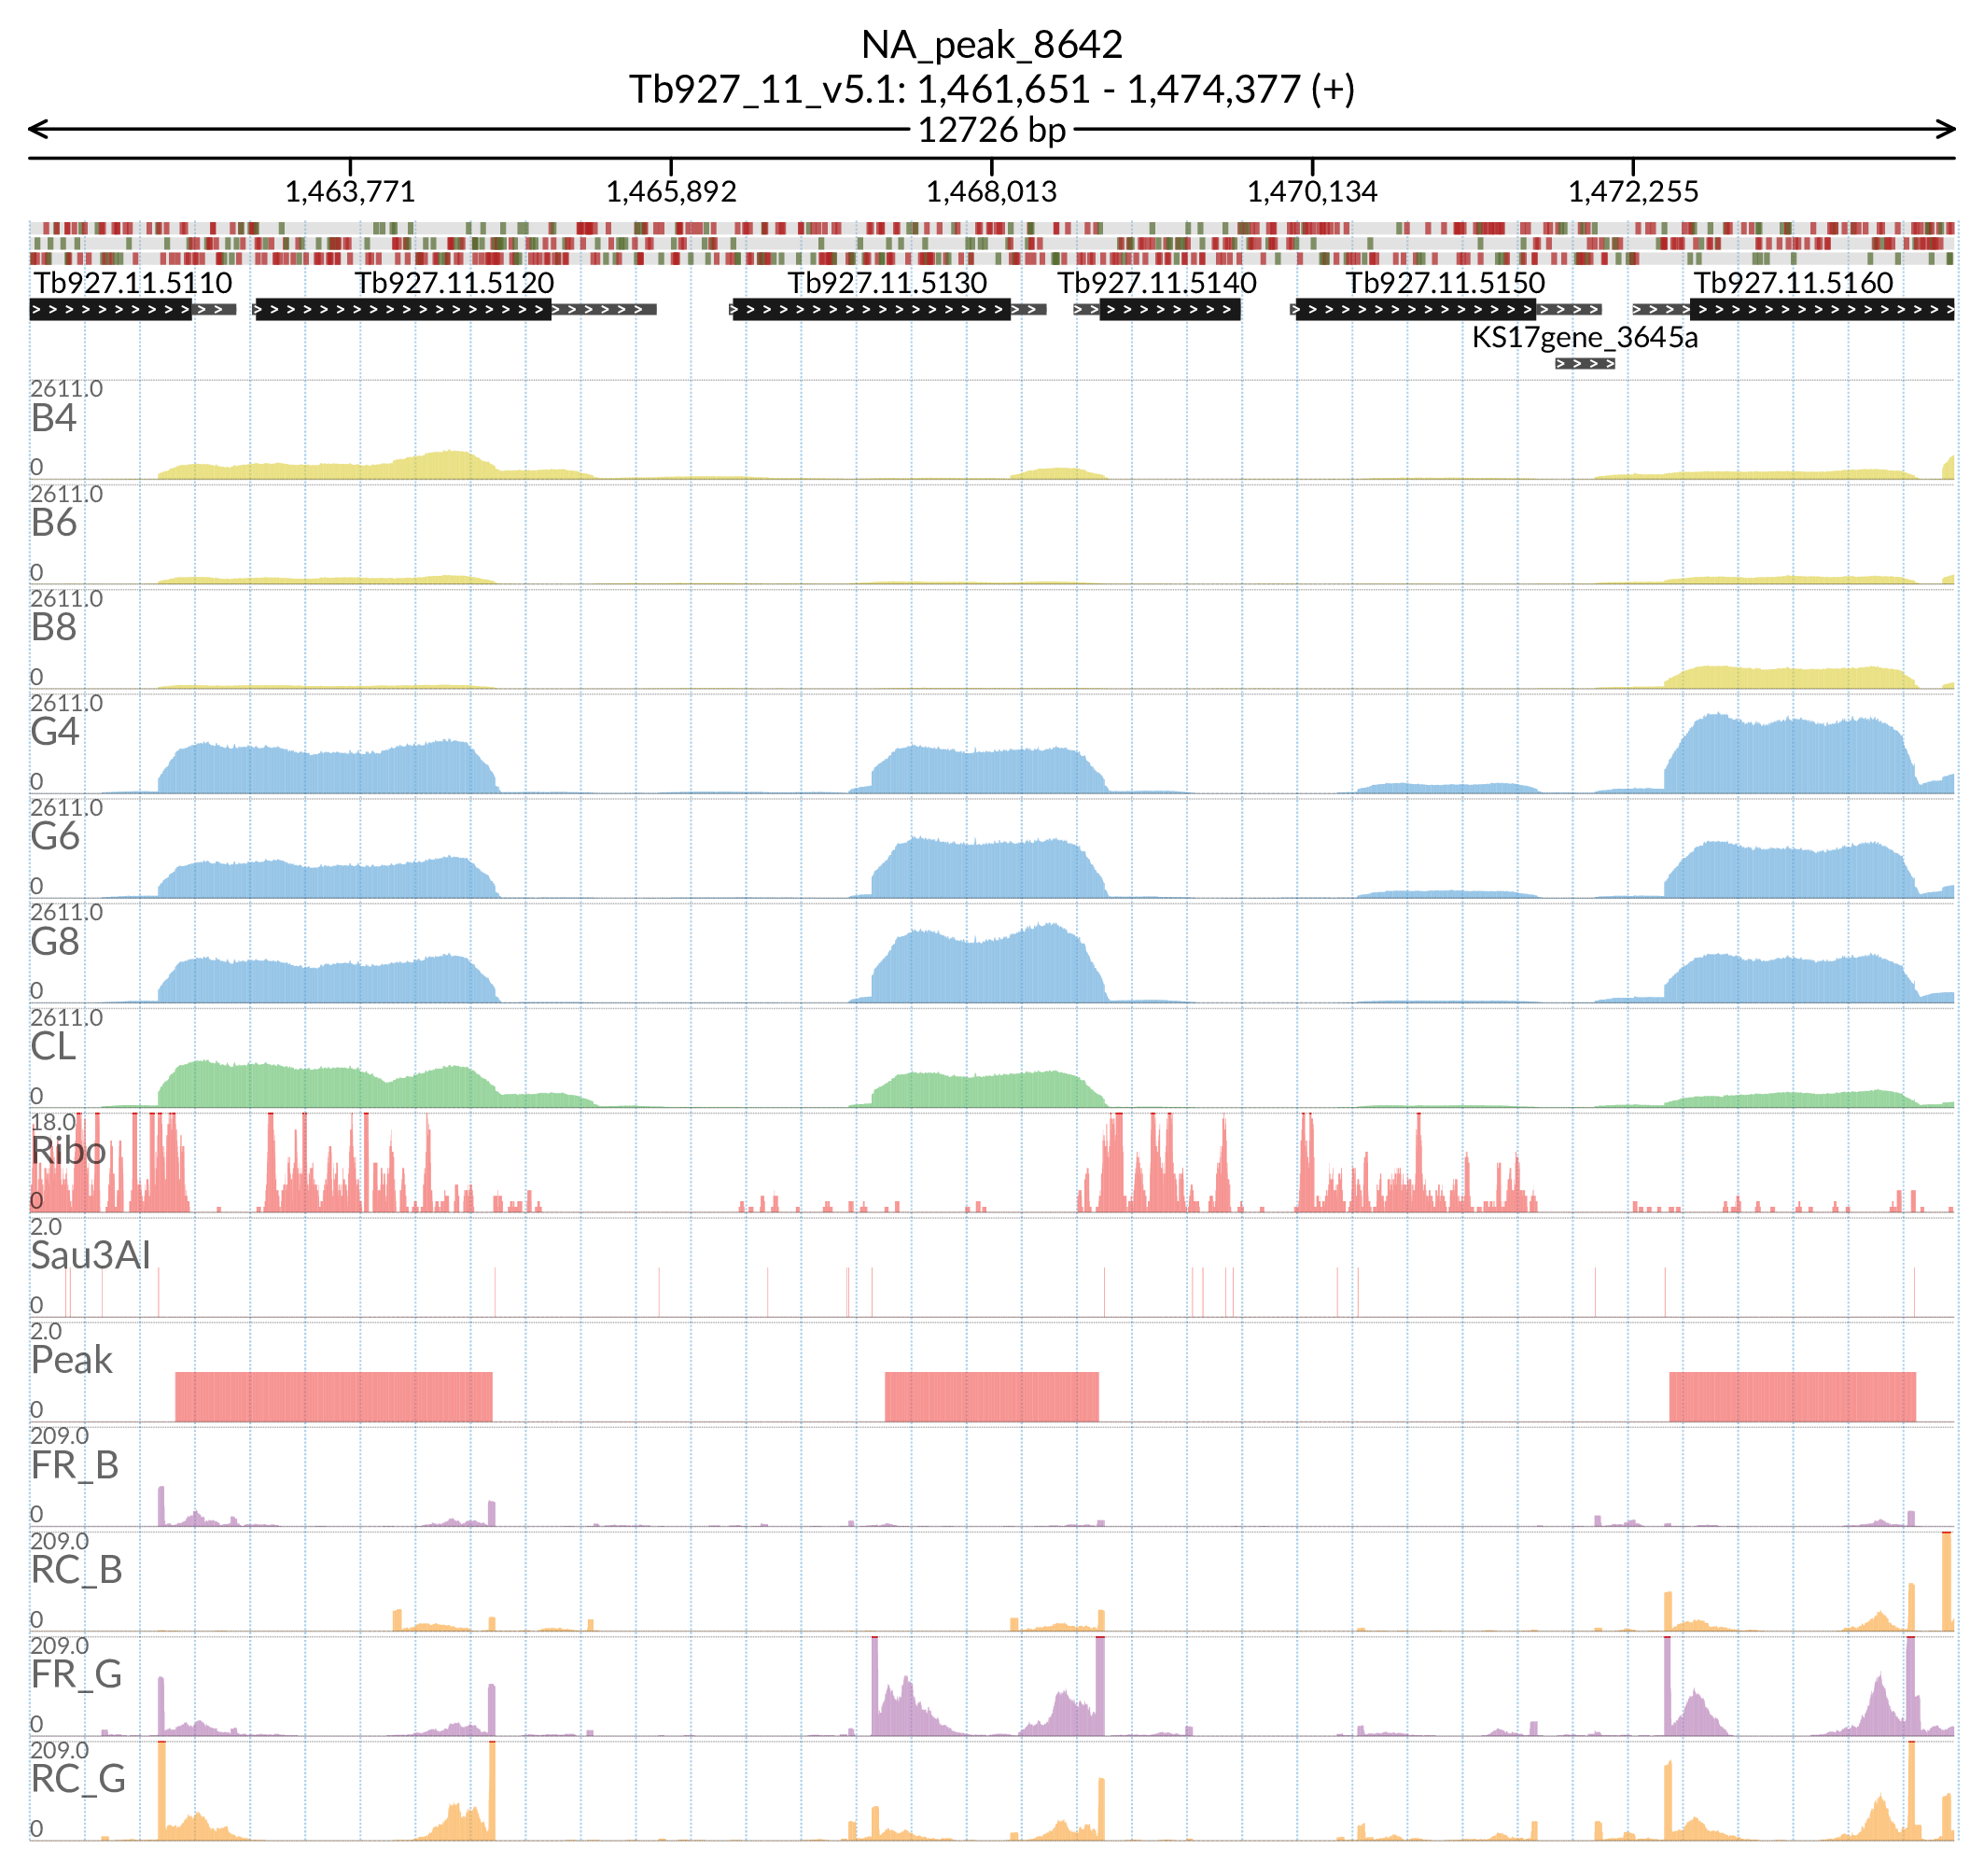 NA_peak_8642
Tb927_11_v5.1: 1,461,651 - 1,474,377 (+)
12726 bp
1,463,771 1,465,892 1,468,013 1,470,134 1,472,255
Tb927.11.5110 Tb927.11.5120 Tb927.11.5130 Tb927.11.5140 Tb927.11.5150 Tb927.11.5160
KS17gene_3645a
2611.0
B4
0
2611.0
B6
0
2611.0
B8
0
2611.0
G4
0
2611.0
G6
0
2611.0
G8
0
2611.0
CL
0
18.0
Ribo
0
2.0
Sau3AI
0
2.0
Peak
0
209.0
FR_B
0
209.0
RC_B
0
209.0
FR_G
0
209.0
RC_G
0